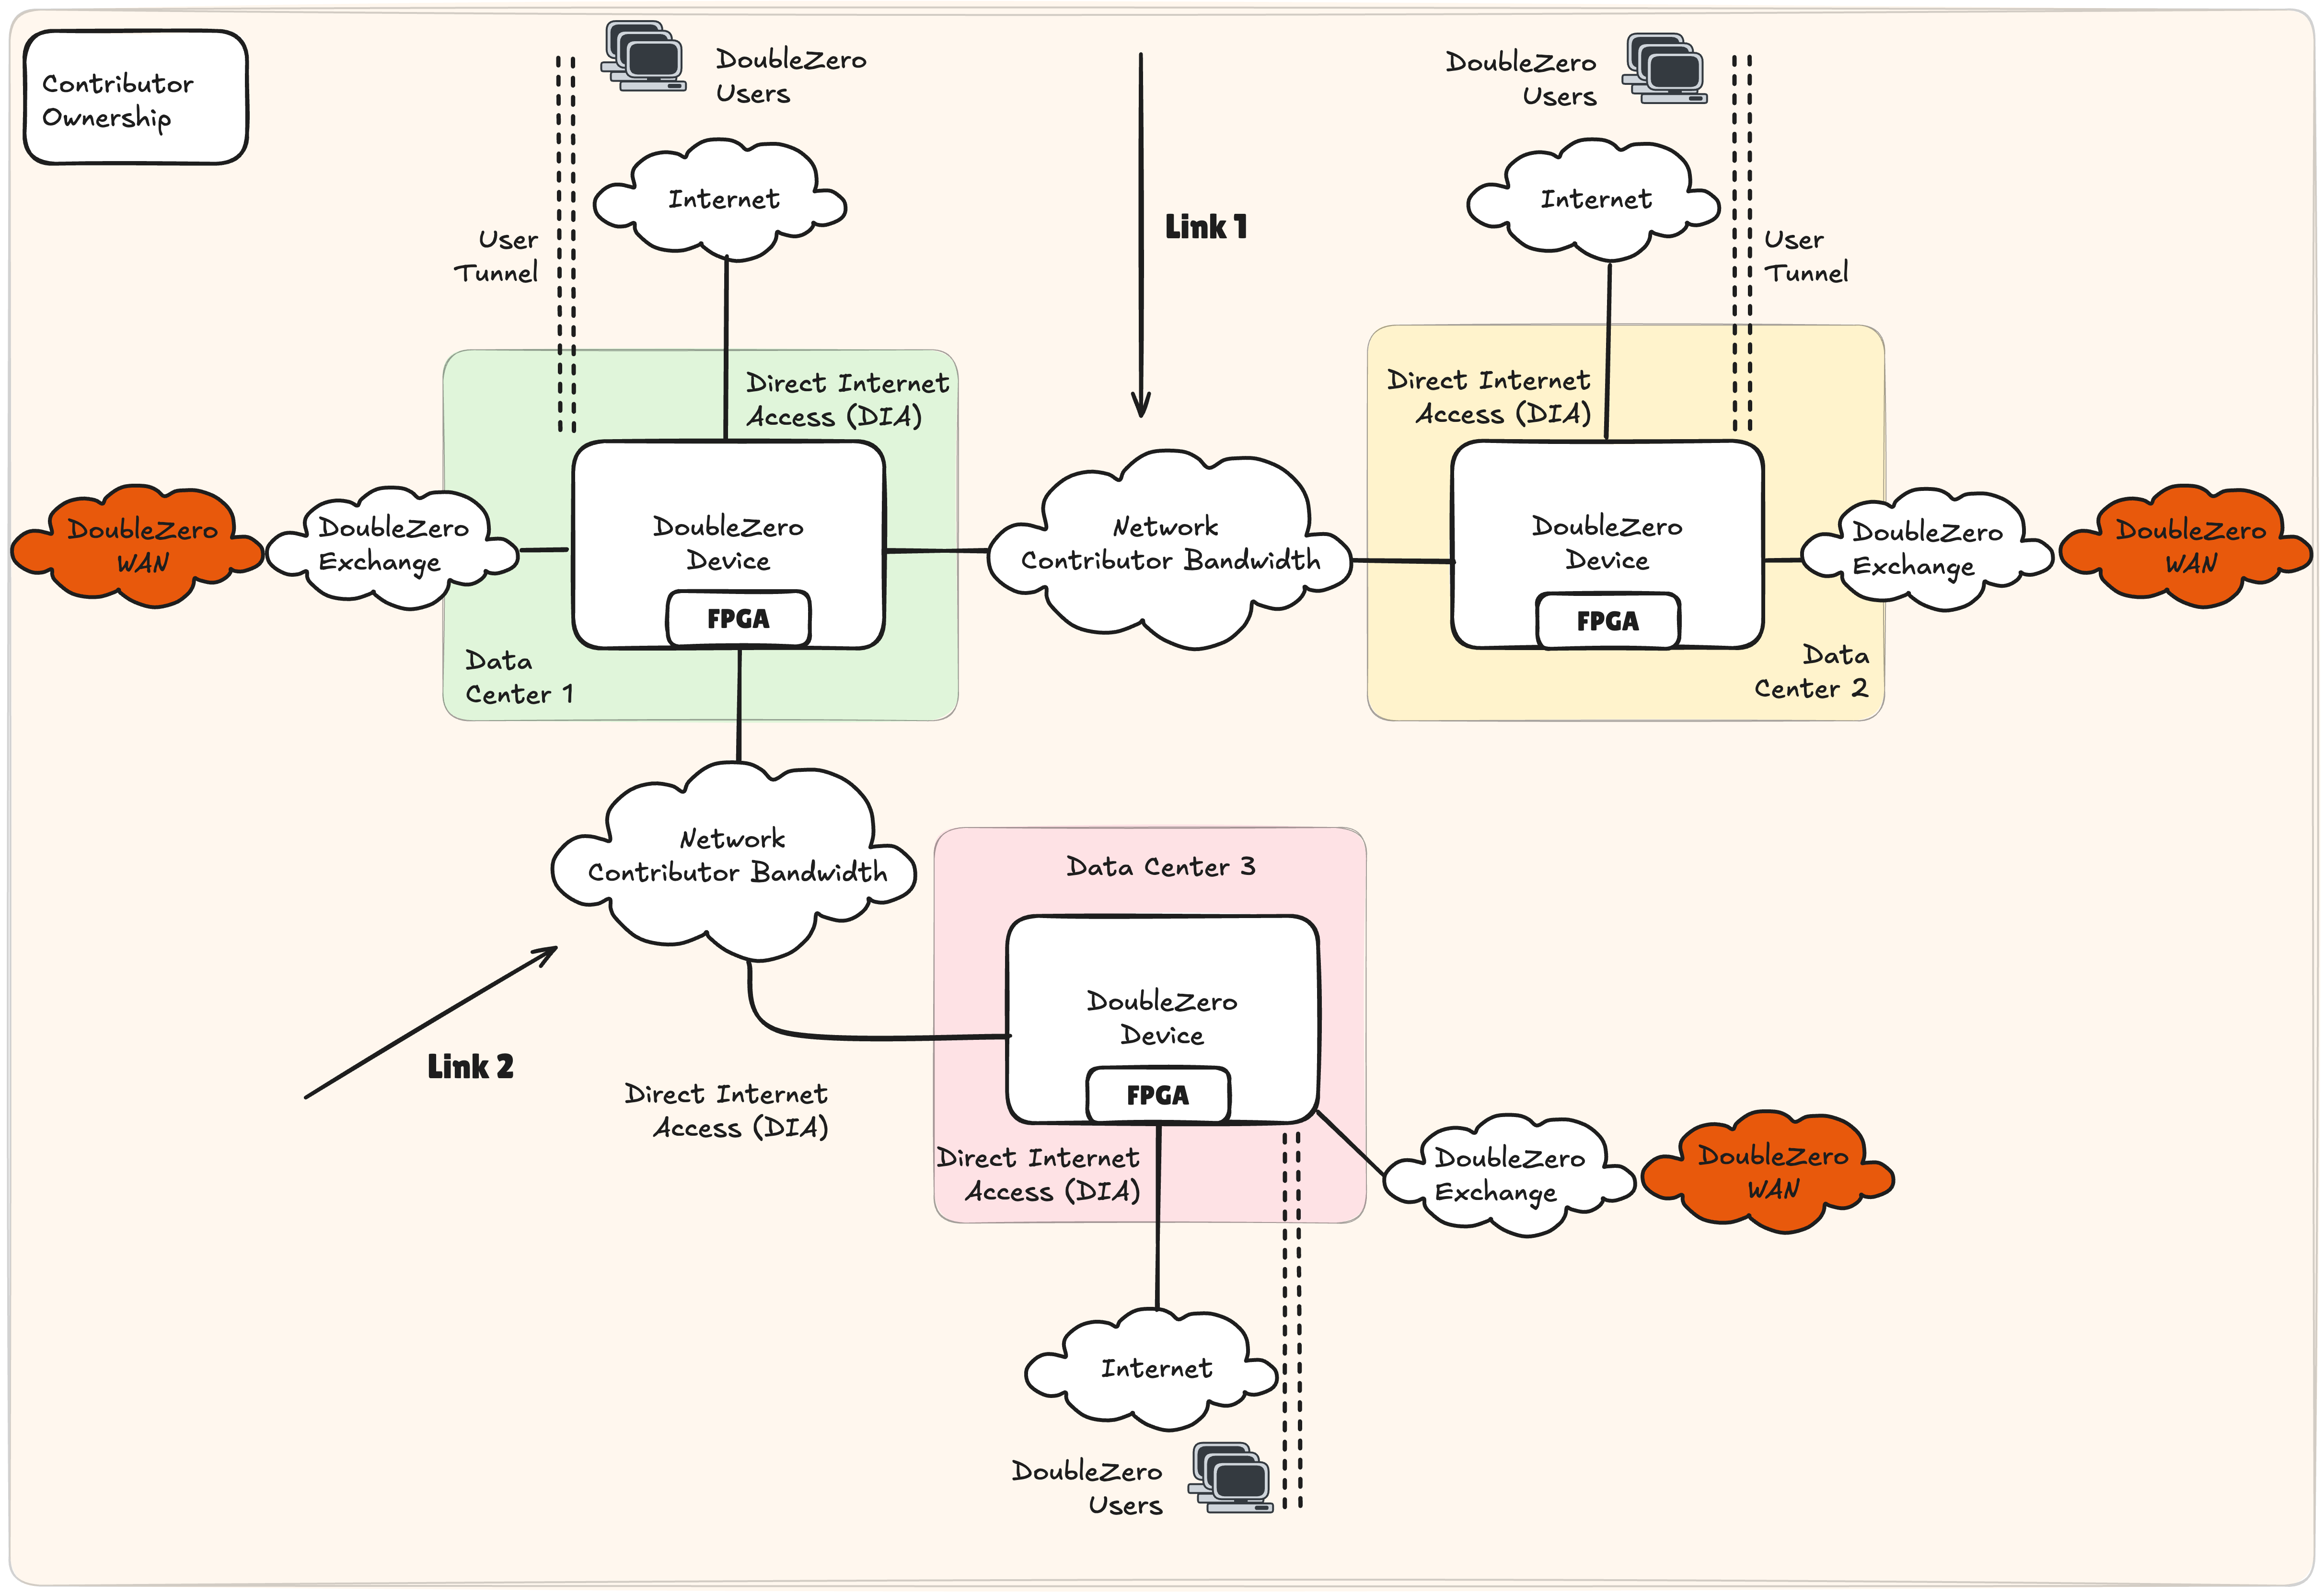 Contributor
Ownership
DoubleZero
Users
DoubleZero
Users
Internet
Link 1
Internet
User
Tunnel
User
Tunnel
Direct Internet
Access (DIA)
Direct Internet
Access (DIA)
DoubleZero
WAN
DoubleZero
Exchange
DoubleZero
Device
FPGA
Network
Contributor Bandwidth
DoubleZero
Device
FPGA
DoubleZero
Exchange
DoubleZero
WAN
Data
Center 1
Data
Center 2
Network
Contributor Bandwidth
Data Center 3
DoubleZero
Device
FPGA
Link 2
Direct Internet
Access (DIA)
Direct Internet
Access (DIA)
DoubleZero
Exchange
DoubleZero
WAN
Internet
DoubleZero
Users